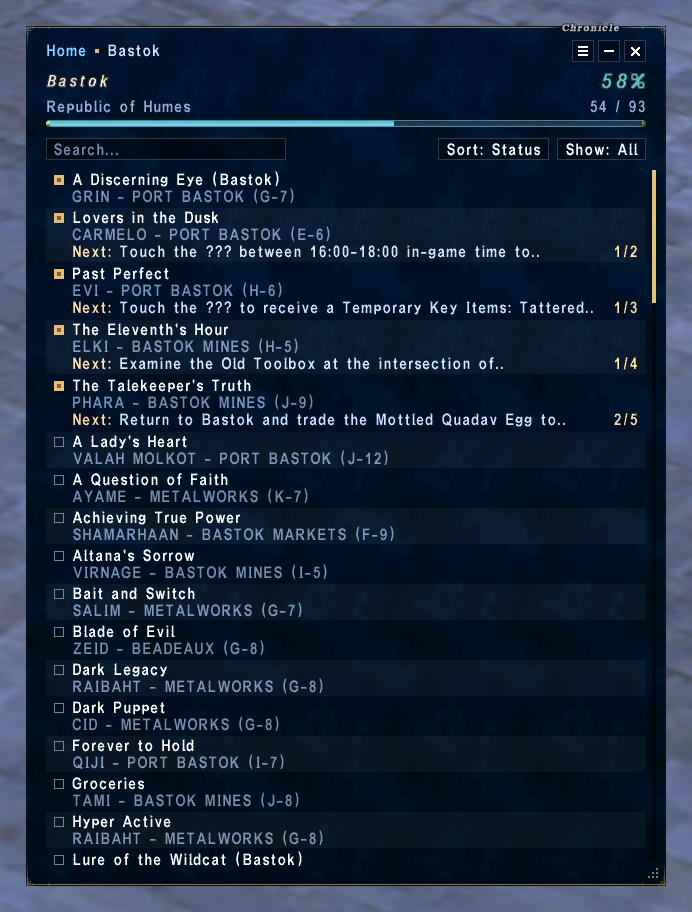 Chronicle
Home ▪ Bastok
Bastok 58%
Republic of Humes 54 / 93
Search...
Sort: Status Show: All
A Discerning Eye (Bastok)
GRIN - PORT BASTOK (G-7)
Lovers in the Dusk
CARMELO - PORT BASTOK (E-6)
Next: Touch the ??? between 16:00-18:00 in-game time to.. 1/2
Past Perfect
EVI - PORT BASTOK (H-6)
Next: Touch the ??? to receive a Temporary Key Items: Tattered.. 1/3
The Eleventh's Hour
ELKI - BASTOK MINES (H-5)
Next: Examine the Old Toolbox at the intersection of.. 1/4
The Talekeeper's Truth
PHARA - BASTOK MINES (J-9)
Next: Return to Bastok and trade the Mottled Quadav Egg to.. 2/5
A Lady's Heart
VALAH MOLKOT - PORT BASTOK (J-12)
A Question of Faith
AYAME - METALWORKS (K-7)
Achieving True Power
SHAMARHAAN - BASTOK MARKETS (F-9)
Altana's Sorrow
VIRNAGE - BASTOK MINES (I-5)
Bait and Switch
SALIM - METALWORKS (G-7)
Blade of Evil
ZEID - BEADEAUX (G-8)
Dark Legacy
RAIBAHT - METALWORKS (G-8)
Dark Puppet
CID - METALWORKS (G-8)
Forever to Hold
QIJI - PORT BASTOK (I-7)
Groceries
TAMI - BASTOK MINES (J-8)
Hyper Active
RAIBAHT - METALWORKS (G-8)
Lure of the Wildcat (Bastok)